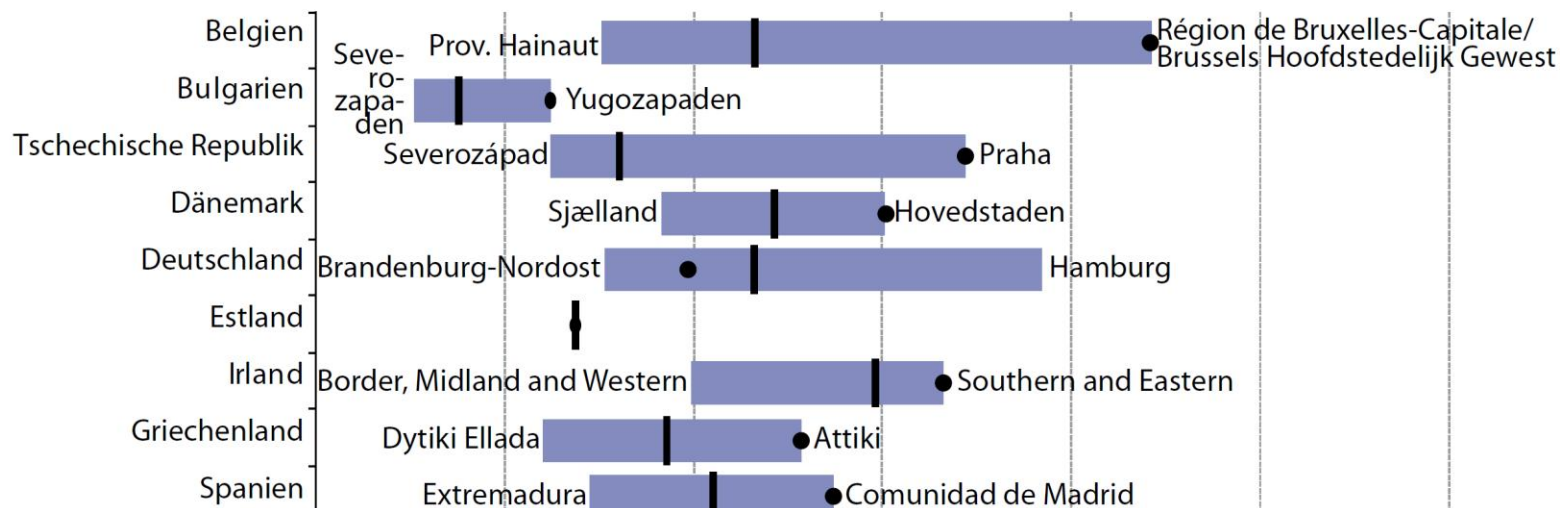 Belgien
Prov. Hainaut
Région de Bruxelles-Capitale/
Brussels Hoofdstedelijk Gewest
Bulgarien
Seve-
ro-
zapa-
den
Yugozapaden
Tschechische Republik
Severozápad
Praha
Dänemark
Sjælland
Hovedstaden
Deutschland
Brandenburg-Nordost
Hamburg
Estland
Irland
Border, Midland and Western
Southern and Eastern
Griechenland
Dytiki Ellada
Attiki
Spanien
Extremadura
Comunidad de Madrid